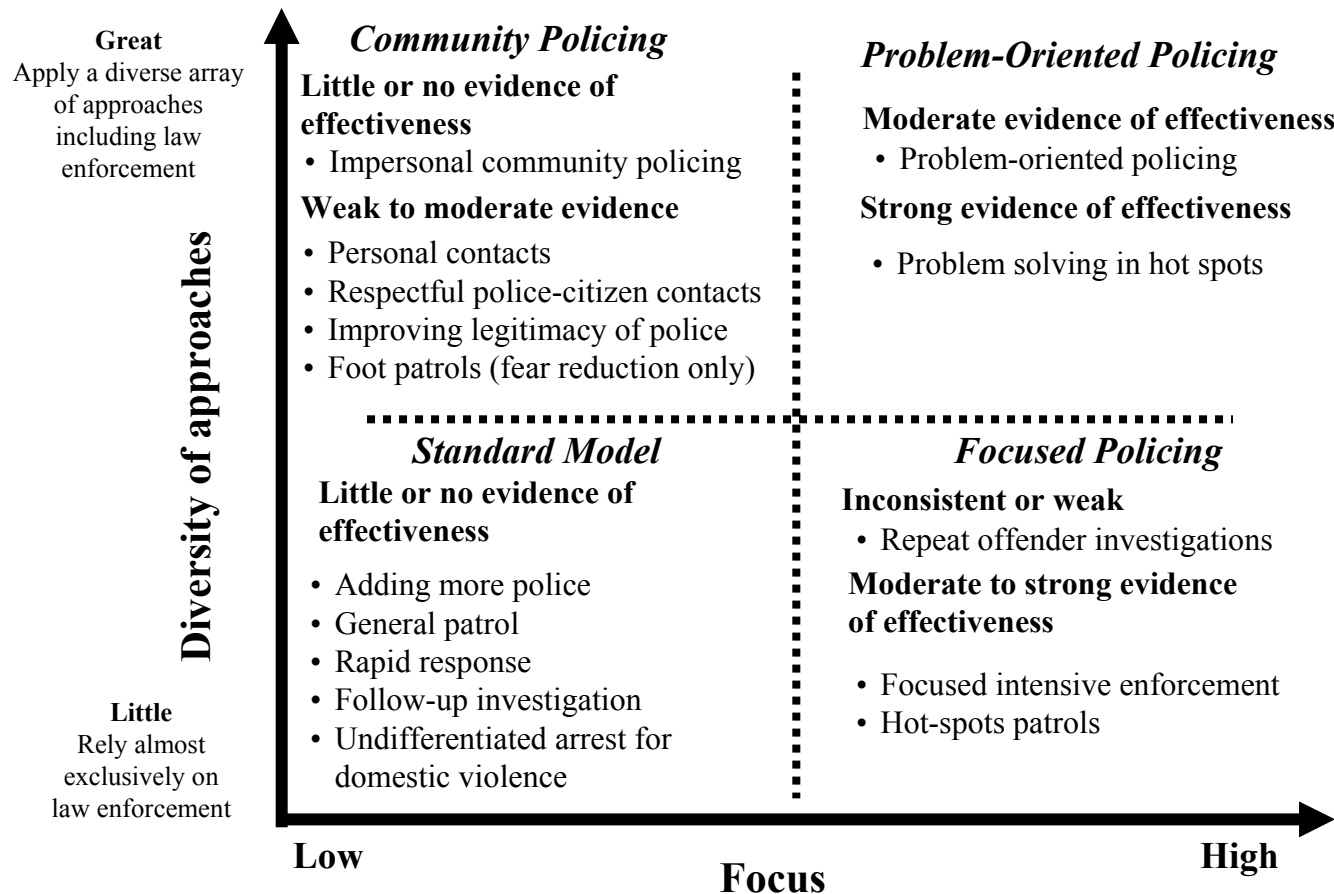 Great
Apply a diverse array
of approaches
including law
enforcement
Diversity of approaches
Little
Rely almost
exclusively on
law enforcement
Community Policing
Little or no evidence of
effectiveness
• Impersonal community policing
Weak to moderate evidence
• Personal contacts
• Respectful police-citizen contacts
• Improving legitimacy of police
• Foot patrols (fear reduction only)
Problem-Oriented Policing
Moderate evidence of effectiveness
• Problem-oriented policing
Strong evidence of effectiveness
• Problem solving in hot spots
Standard Model
Little or no evidence of
effectiveness
• Adding more police
• General patrol
• Rapid response
• Follow-up investigation
• Undifferentiated arrest for
domestic violence
Focused Policing
Inconsistent or weak
• Repeat offender investigations
Moderate to strong evidence
of effectiveness
• Focused intensive enforcement
• Hot-spots patrols
Low
Focus
High